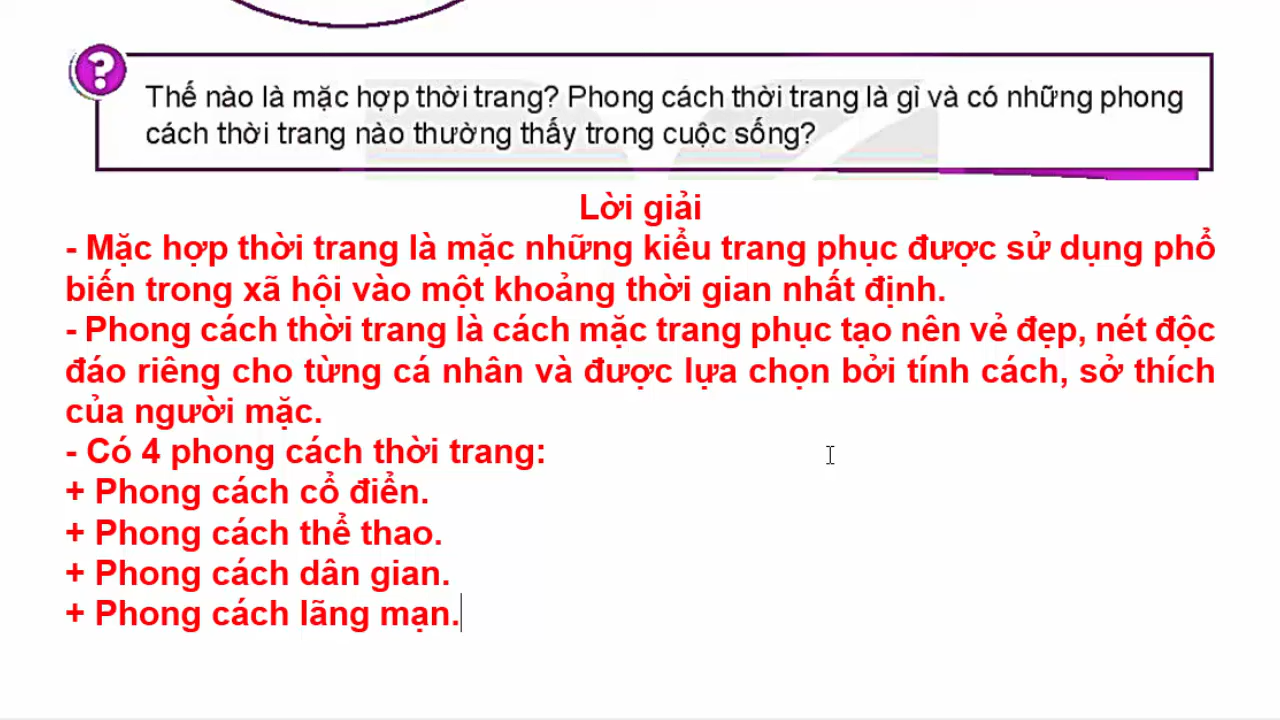 ?
Thế nào là mặc hợp thời trang? Phong cách thời trang là gì và có những phong
cách thời trang nào thường thấy trong cuộc sống?
Lời giải
- Mặc hợp thời trang là mặc những kiểu trang phục được sử dụng phổ
biến trong xã hội vào một khoảng thời gian nhất định.
- Phong cách thời trang là cách mặc trang phục tạo nên vẻ đẹp, nét độc
đáo riêng cho từng cá nhân và được lựa chọn bởi tính cách, sở thích
của người mặc.
- Có 4 phong cách thời trang:
+ Phong cách cổ điển.
+ Phong cách thể thao.
+ Phong cách dân gian.
+ Phong cách lãng mạn.